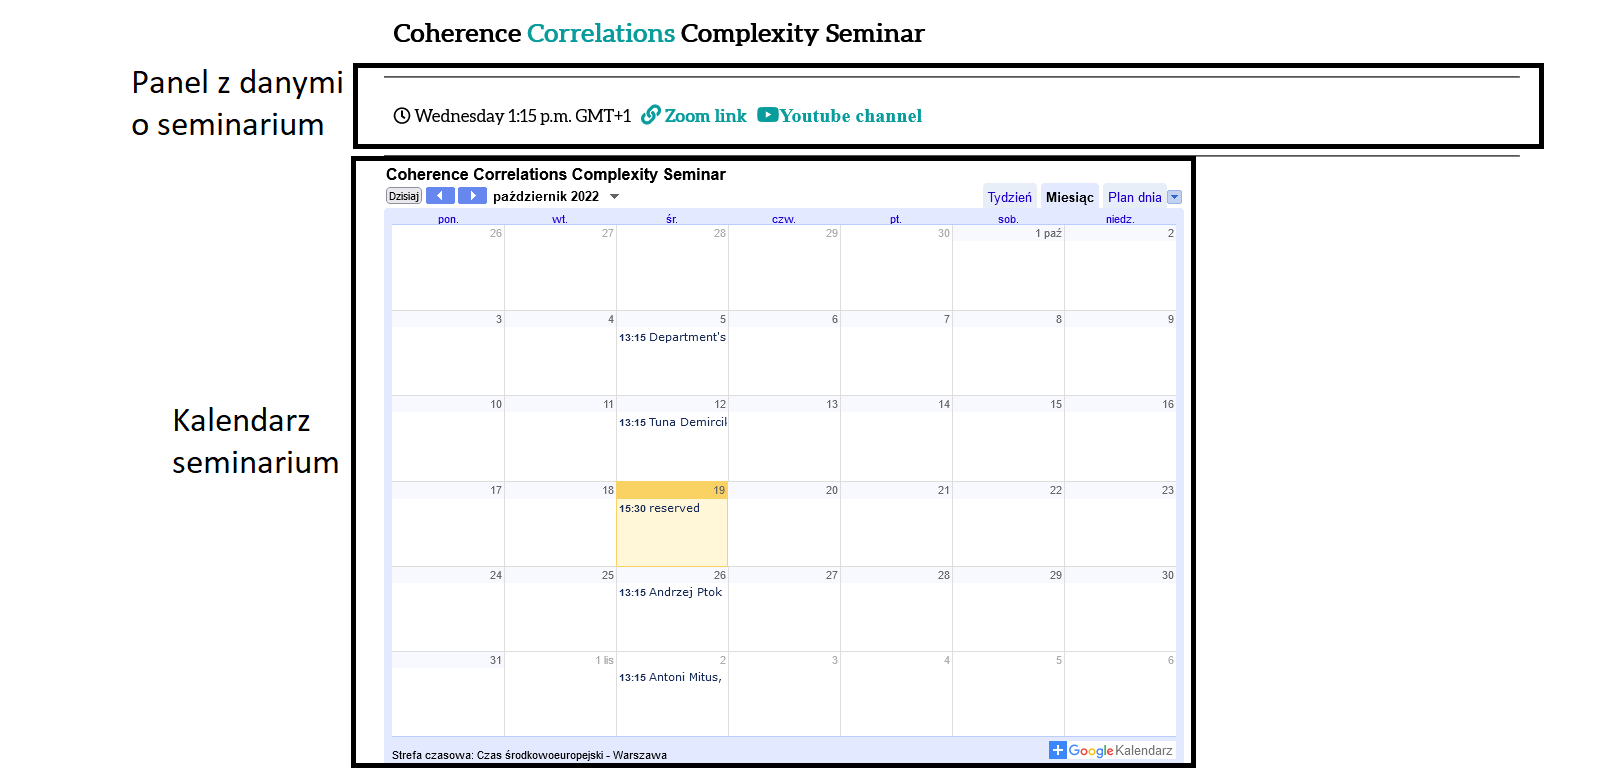 Coherence Correlations Complexity Seminar
Panel z danymi
o seminarium
Wednesday 1:15 p.m. GMT+1 Zoom link Youtube channel
Kalendarz
seminarium
Coherence Correlations Complexity Seminar
Dzisiaj październik 2022 Tydzień Miesiąc Plan dnia
pon. wt. śr. czw. pt. sob. niedz.
26 27 28 29 30 1 paź 2
3 4 5 6 7 8 9
13:15 Department's
10 11 12 13 14 15 16
13:15 Tuna Demircik
17 18 19 20 21 22 23
15:30 reserved
24 25 26 27 28 29 30
13:15 Andrzej Ptok
31 1 lis 2 3 4 5 6
13:15 Antoni Mitus,
Strefa czasowa: Czas środkowoeuropejski - Warszawa
Google Kalendarz